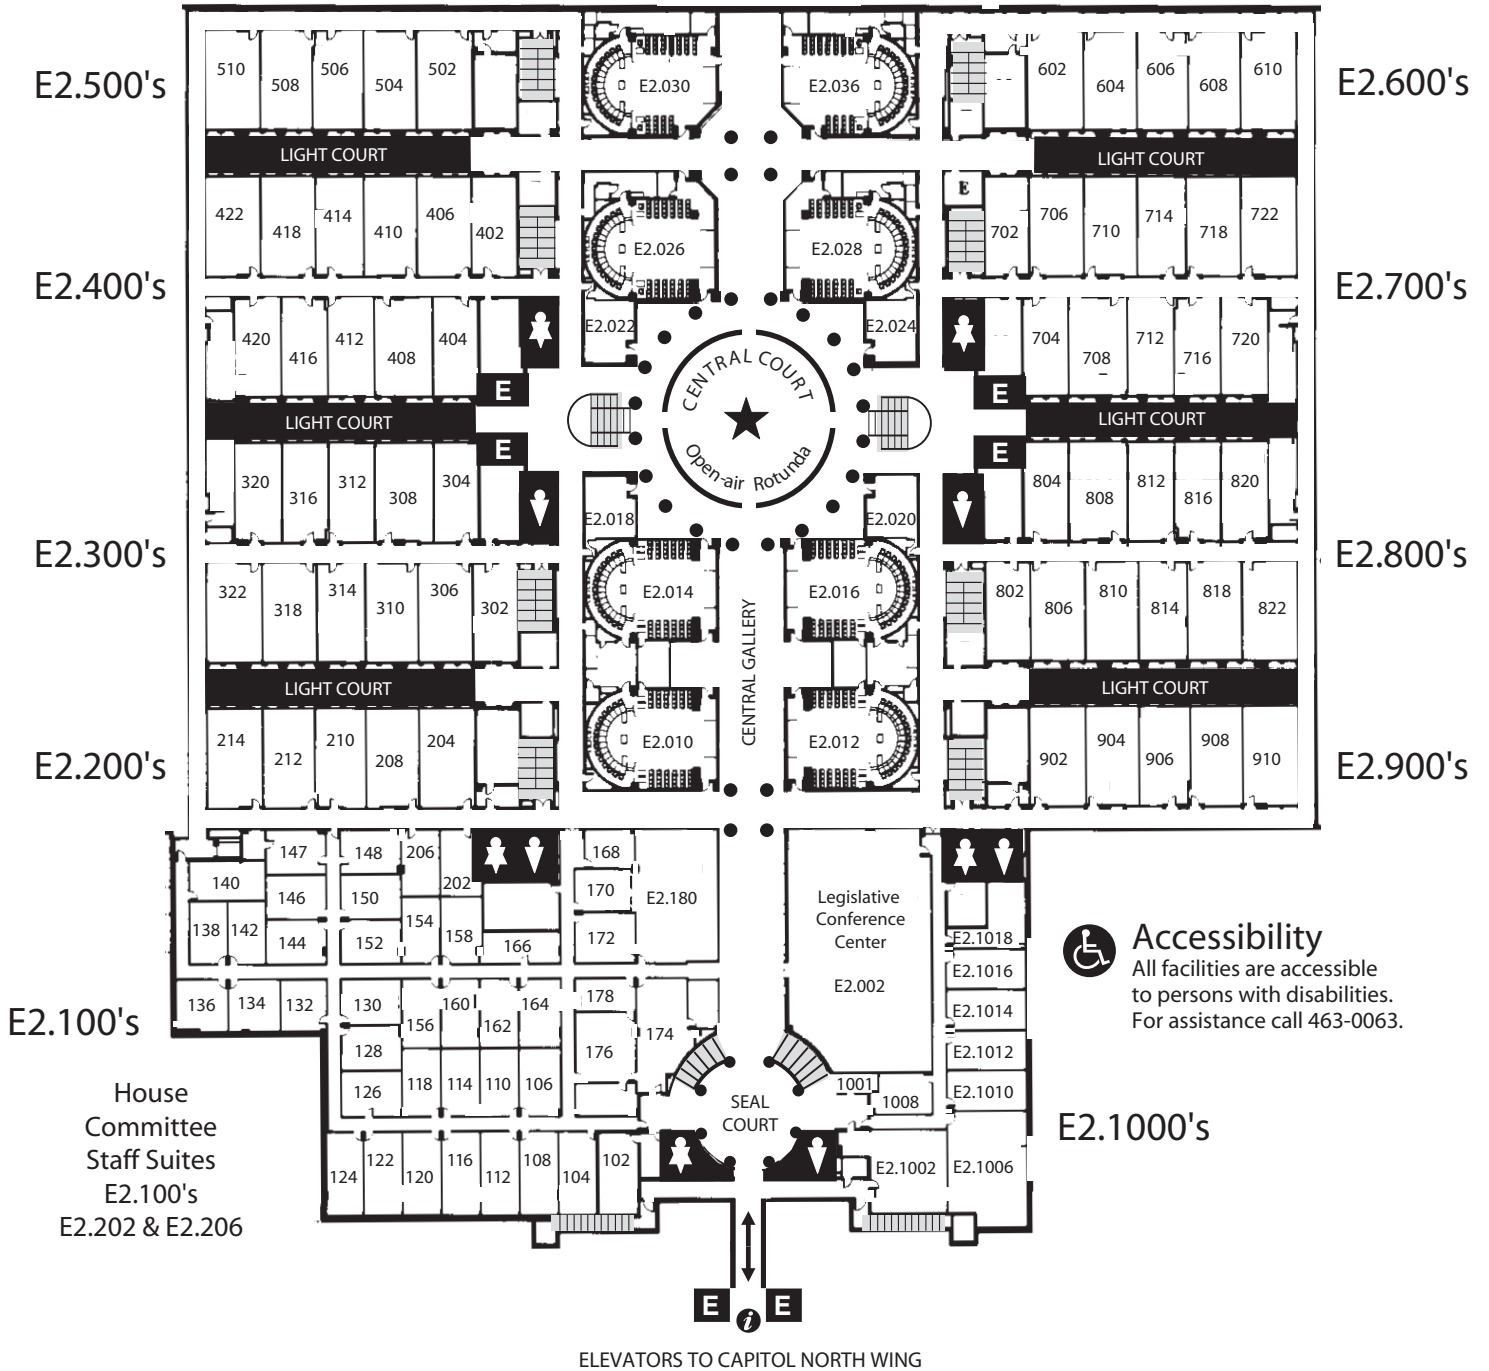 E2.500's
510
508
506
504
502
E2.030
E2.036
602
604
606
608
610
E2.600's
LIGHT COURT
LIGHT COURT
422
418
414
410
406
402
E2.026
E2.028
E
702
706
710
714
718
722
E2.400's
E2.700's
420
416
412
408
404
E2.022
E2.024
704
708
712
716
720
E
E
LIGHT COURT
CENTRAL COURT
Open-air Rotunda
LIGHT COURT
E
E
320
316
312
308
304
E2.018
E2.020
804
808
812
816
820
E2.300's
E2.800's
322
318
314
310
306
302
E2.014
E2.016
802
806
810
814
818
822
CENTRAL GALLERY
LIGHT COURT
LIGHT COURT
214
212
210
208
204
E2.010
E2.012
902
904
906
908
910
E2.200's
E2.900's
147
148
206
168
140
146
150
202
170
E2.180
138
142
144
152
154
158
166
172
Legislative
Conference
Center
E2.002
E2.1018
E2.1016
E2.1014
E2.1012
E2.1010
Accessibility
All facilities are accessible
to persons with disabilities.
For assistance call 463-0063.
E2.100's
136
134
132
130
160
164
178
156
162
174
128
176
126
118
114
110
106
1001
1008
SEAL
COURT
E2.1000's
House
Committee
Staff Suites
E2.100's
E2.202 & E2.206
124
122
120
116
112
108
104
102
E2.1002
E2.1006
E
i
E
ELEVATORS TO CAPITOL NORTH WING